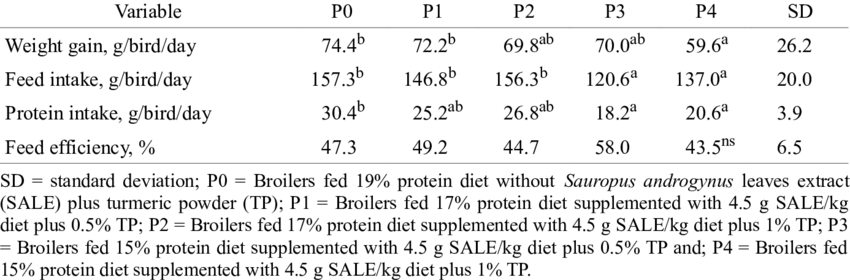 Variable P0 P1 P2 P3 P4 SD
Weight gain, g/bird/day 74.4b 72.2b 69.8ab 70.0ab 59.6a 26.2
Feed intake, g/bird/day 157.3b 146.8b 156.3b 120.6a 137.0a 20.0
Protein intake, g/bird/day 30.4b 25.2ab 26.8ab 18.2a 20.6a 3.9
Feed efficiency, % 47.3 49.2 44.7 58.0 43.5ns 6.5
SD = standard deviation; P0 = Broilers fed 19% protein diet without Sauropus androgynus leaves extract
(SALE) plus turmeric powder (TP); P1 = Broilers fed 17% protein diet supplemented with 4.5 g SALE/kg
diet plus 0.5% TP; P2 = Broilers fed 17% protein diet supplemented with 4.5 g SALE/kg diet plus 1% TP; P3
= Broilers fed 15% protein diet supplemented with 4.5 g SALE/kg diet plus 0.5% TP and; P4 = Broilers fed
15% protein diet supplemented with 4.5 g SALE/kg diet plus 1% TP.